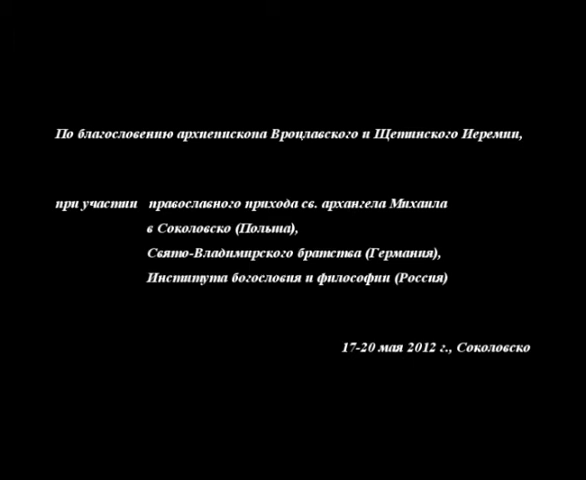 По благословению архиепископа Вроцлавского и Щетинского Иеремии,
при участии православного прихода св. архангела Михаила
в Соколовско (Польша),
Свято-Владимирского братства (Германия),
Института богословия и философии (Россия)
17-20 мая 2012 г., Соколовско